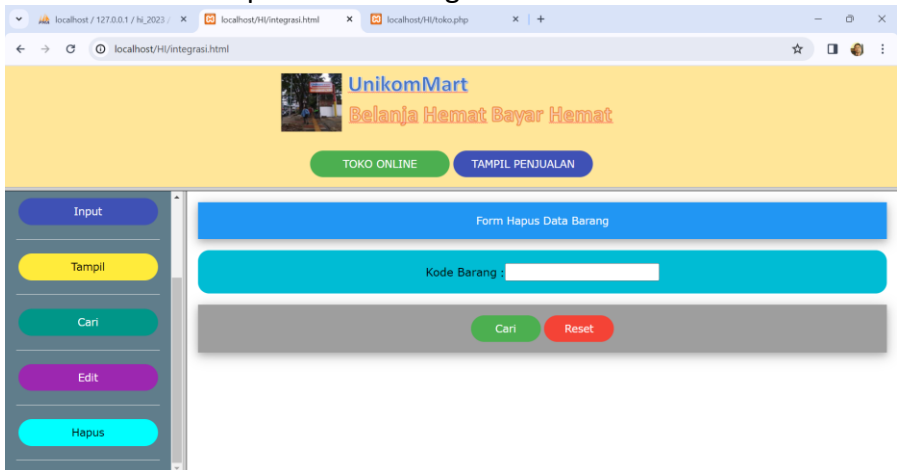 localhost / 127.0.0.1 / hi_2023 /
localhost/HI/integrasi.html
localhost/HI/toko.php
localhost/HI/integrasi.html
UnikomMart
Belanja Hemat Bayar Hemat
TOKO ONLINE
TAMPIL PENJUALAN
Input
Tampil
Cari
Edit
Hapus
Form Hapus Data Barang
Kode Barang :
Cari
Reset